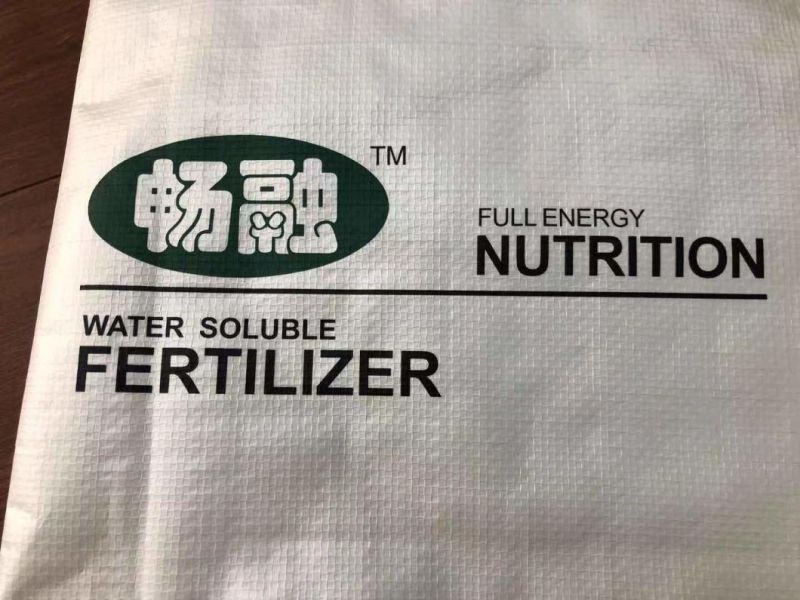 畅融 TM
FULL ENERGY
NUTRITION
WATER SOLUBLE
FERTILIZER